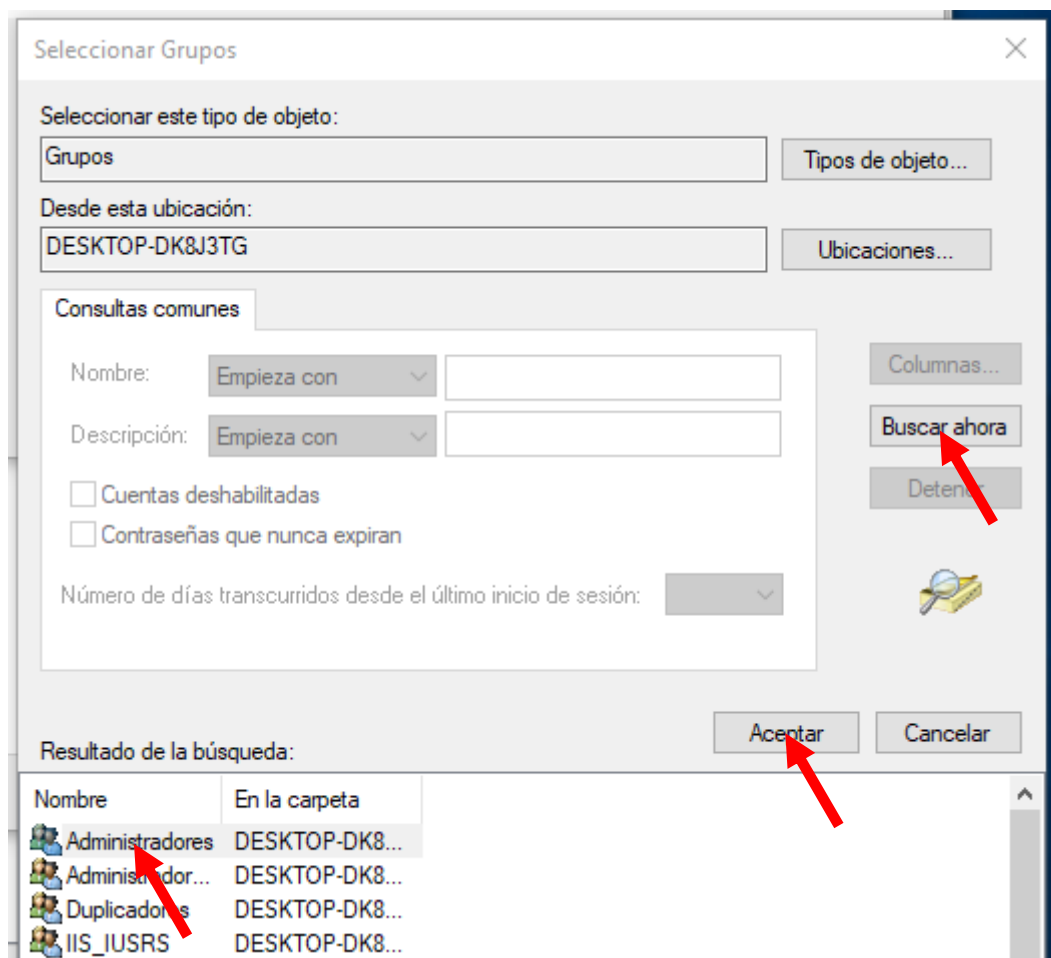 Seleccionar Grupos
Seleccionar este tipo de objeto:
Grupos
Tipos de objeto...
Desde esta ubicación:
DESKTOP-DK8J3TG
Ubicaciones...
Consultas comunes
Nombre:
Empieza con
Columnas...
Descripción:
Empieza con
Buscar ahora
Cuentas deshabilitadas
Detener
Contraseñas que nunca expiran
Número de días transcurridos desde el último inicio de sesión:
Aceptar
Cancelar
Resultado de la búsqueda:
Nombre
En la carpeta
Administradores DESKTOP-DK8...
Administrador... DESKTOP-DK8...
Duplicadores DESKTOP-DK8...
IIS_IUSRS DESKTOP-DK8...